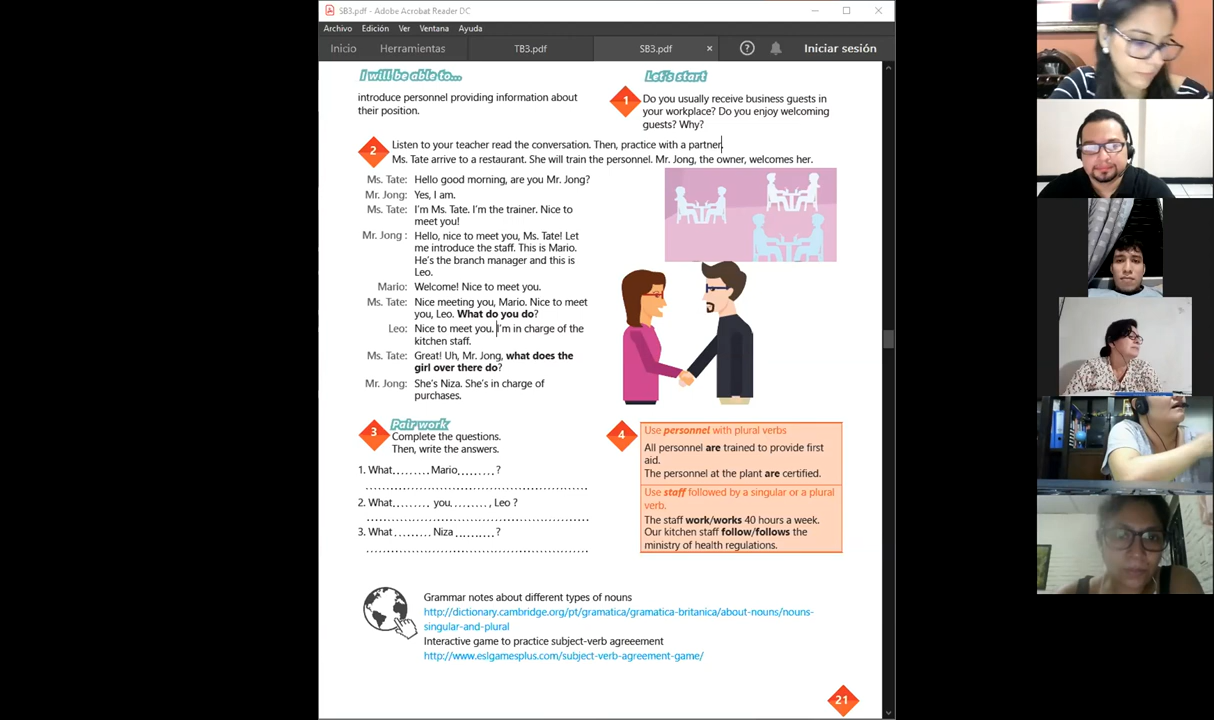 SB3.pdf - Adobe Acrobat Reader DC
Archivo Edición Ver Ventana Ayuda
Inicio Herramientas TB3.pdf SB3.pdf × ? Iniciar sesión
I will be able to...
introduce personnel providing information about
their position.
Let's start
1
Do you usually receive business guests in
your workplace? Do you enjoy welcoming
guests? Why?
2
Listen to your teacher read the conversation. Then, practice with a partner.
Ms. Tate arrive to a restaurant. She will train the personnel. Mr. Jong, the owner, welcomes her.
Ms. Tate: Hello good morning, are you Mr. Jong?
Mr. Jong: Yes, I am.
Ms. Tate: I'm Ms. Tate. I'm the trainer. Nice to
meet you!
Mr. Jong : Hello, nice to meet you, Ms. Tate! Let
me introduce the staff. This is Mario.
He's the branch manager and this is
Leo.
Mario: Welcome! Nice to meet you.
Ms. Tate: Nice meeting you, Mario. Nice to meet
you, Leo. What do you do?
Leo: Nice to meet you. I'm in charge of the
kitchen staff.
Ms. Tate: Great! Uh, Mr. Jong, what does the
girl over there do?
Mr. Jong: She's Niza. She's in charge of
purchases.
3
Pair work
Complete the questions.
Then, write the answers.
1. What......... Mario.........?
2. What......... you........., Leo ?
3. What ......... Niza ..........?
4
Use personnel with plural verbs
All personnel are trained to provide first
aid.
The personnel at the plant are certified.
Use staff followed by a singular or a plural
verb.
The staff work/works 40 hours a week.
Our kitchen staff follow/follows the
ministry of health regulations.
Grammar notes about different types of nouns
http://dictionary.cambridge.org/pt/gramatica/gramatica-britanica/about-nouns/nouns-
singular-and-plural
Interactive game to practice subject-verb agreeement
http://www.eslgamesplus.com/subject-verb-agreement-game/
21